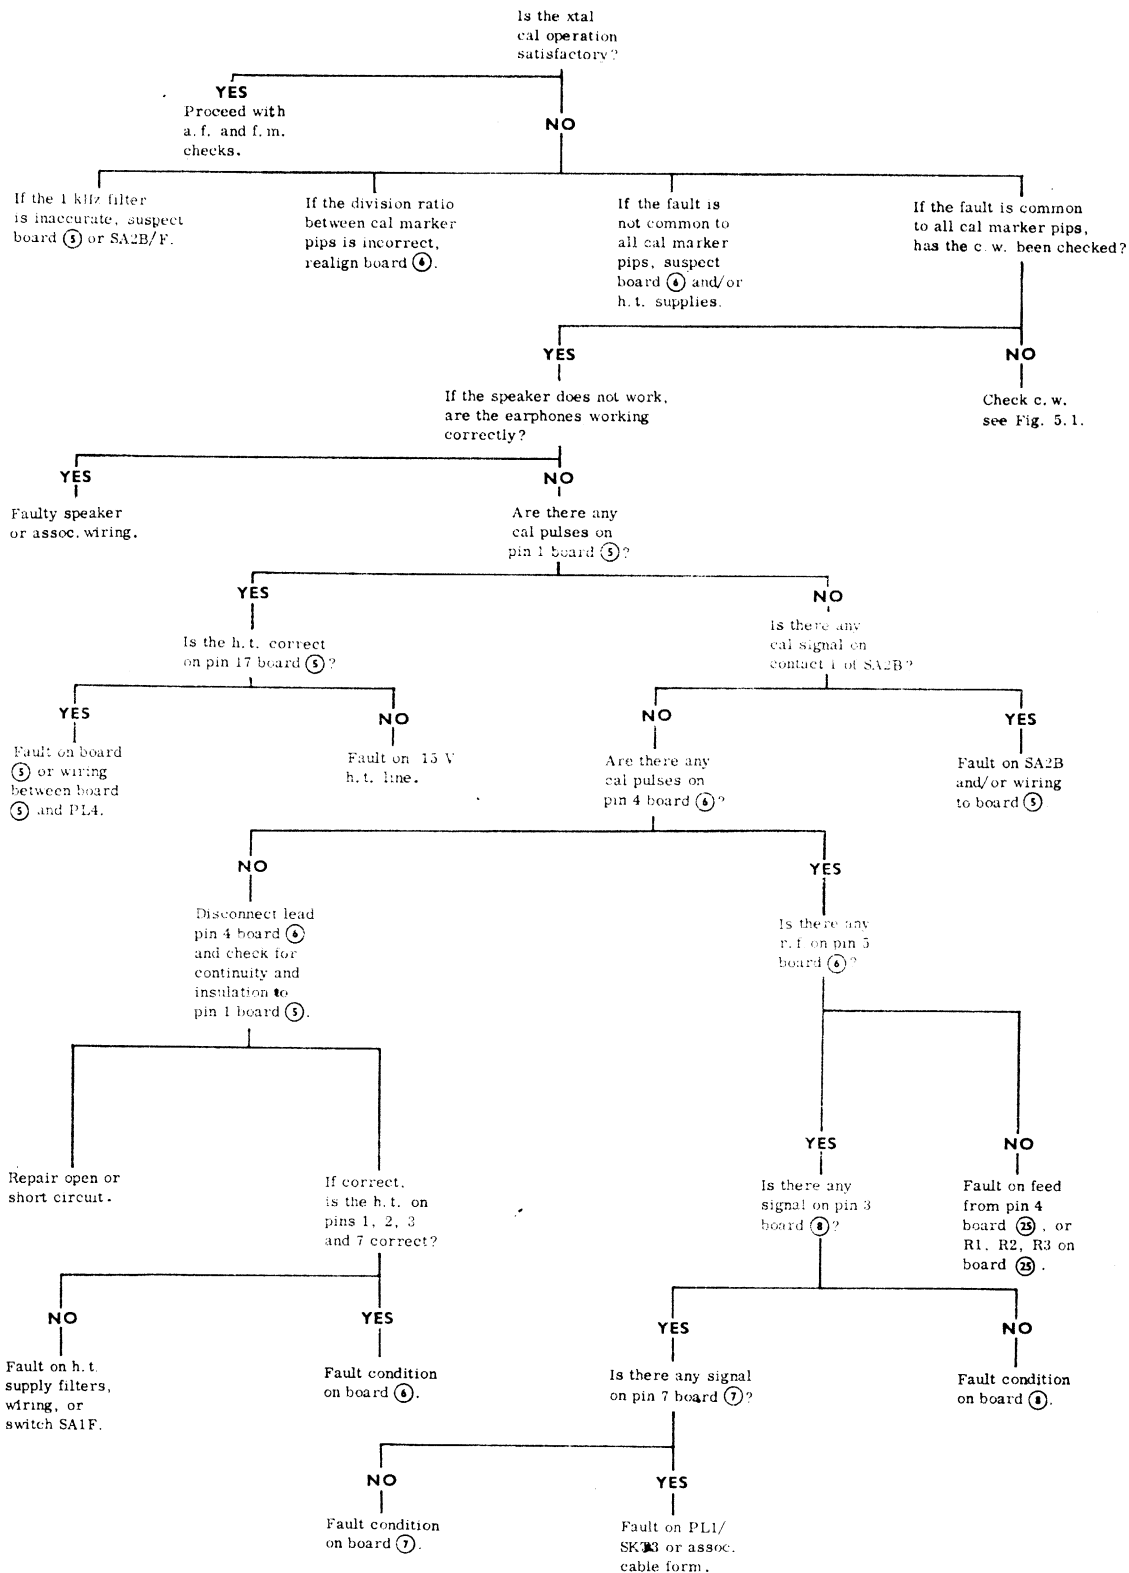 Is the xtal
cal operation
satisfactory?
YES
Proceed with
a.f. and f.m.
checks.
NO
If the 1 kHz filter
is inaccurate, suspect
board (5) or SA2B/F.
If the division ratio
between cal marker
pips is incorrect,
realign board (6).
If the fault is
not common to
all cal marker
pips, suspect
board (6) and/or
h.t. supplies.
If the fault is common
to all cal marker pips,
has the c.w. been checked?
YES
NO
If the speaker does not work,
are the earphones working
correctly?
Check c.w.
see Fig. 5.1.
YES
NO
Faulty speaker
or assoc. wiring.
Are there any
cal pulses on
pin 1 board (5)?
YES
NO
Is the h.t. correct
on pin 17 board (5)?
Is there any
cal signal on
contact 1 of SA2B?
YES
NO
NO
YES
Fault on board
(5) or wiring
between board
(5) and PL4.
Fault on 15 V
h.t. line.
Are there any
cal pulses on
pin 4 board (6)?
Fault on SA2B
and/or wiring
to board (5)
NO
YES
Disconnect lead
pin 4 board (6)
and check for
continuity and
insulation to
pin 1 board (5).
Is there any
r.f on pin 5
board (6)?
YES
NO
Repair open or
short circuit.
If correct,
is the h.t. on
pins 1, 2, 3
and 7 correct?
Is there any
signal on pin 3
board (8)?
Fault on feed
from pin 4
board (25), or
R1, R2, R3 on
board (25).
NO
YES
YES
NO
Fault on h.t.
supply filters,
wiring, or
switch SA1F.
Fault condition
on board (6).
Is there any signal
on pin 7 board (7)?
Fault condition
on board (8).
NO
YES
Fault condition
on board (7).
Fault on PL1/
or assoc.
cable form.